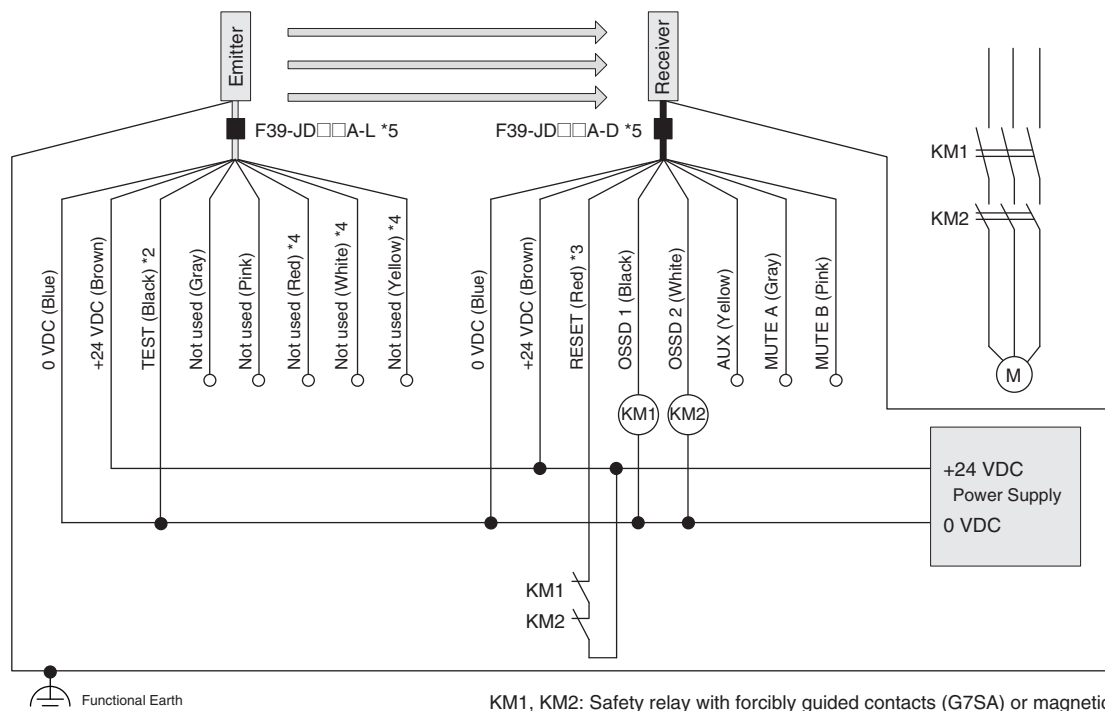 Emitter
Receiver
F39-JD□□A-L *5
F39-JD□□A-D *5
KM1
KM2
0 VDC (Blue)
+24 VDC (Brown)
TEST (Black) *2
Not used (Gray)
Not used (Pink)
Not used (Red) *4
Not used (White) *4
Not used (Yellow) *4
0 VDC (Blue)
+24 VDC (Brown)
RESET (Red) *3
OSSD 1 (Black)
OSSD 2 (White)
AUX (Yellow)
MUTE A (Gray)
MUTE B (Pink)
M
KM1
KM2
+24 VDC
Power Supply
0 VDC
KM1
KM2
Functional Earth
KM1, KM2: Safety relay with forcibly guided contacts (G7SA) or magnetic